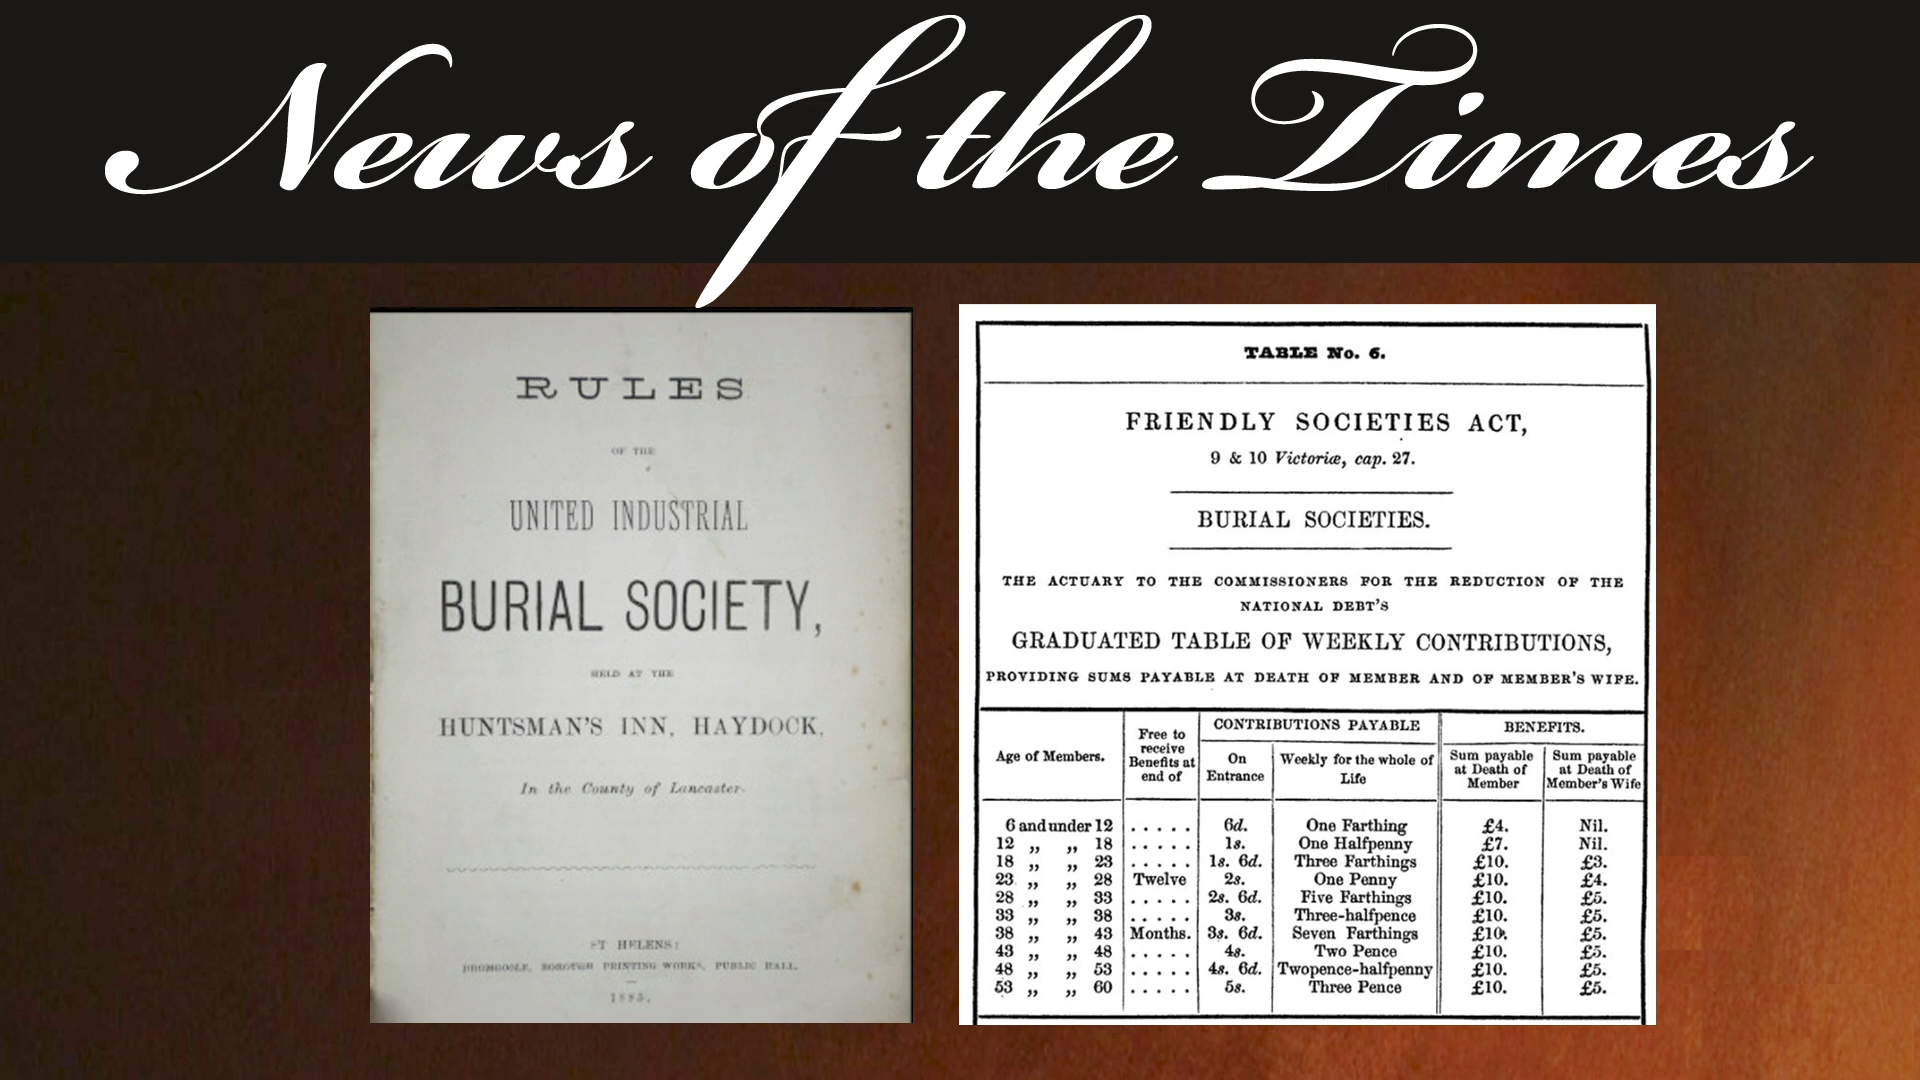 News of the Times
RULES
OF THE
UNITED INDUSTRIAL
BURIAL SOCIETY,
HELD AT THE
HUNTSMAN'S INN, HAYDOCK,
In the County of Lancaster.
ST HELENS:
DROMGOOLE, BOROUGH PRINTING WORKS, PUBLIC HALL.
TABLE No. 6.
FRIENDLY SOCIETIES ACT,
9 & 10 Victoriæ, cap. 27.
BURIAL SOCIETIES.
THE ACTUARY TO THE COMMISSIONERS FOR THE REDUCTION OF THE
NATIONAL DEBT'S
GRADUATED TABLE OF WEEKLY CONTRIBUTIONS,
PROVIDING SUMS PAYABLE AT DEATH OF MEMBER AND OF MEMBER'S WIFE.
Age of Members.
Free to
receive
Benefits at
end of
CONTRIBUTIONS PAYABLE
On
Entrance
Weekly for the whole of
Life
BENEFITS.
Sum payable
at Death of
Member
Sum payable
at Death of
Member's Wife
6 and under 12 ..... 6d. One Farthing £4. Nil.
12 „ „ 18 ..... 1s. One Halfpenny £7. Nil.
18 „ „ 23 ..... 1s. 6d. Three Farthings £10. £3.
23 „ „ 28 Twelve 2s. One Penny £10. £4.
28 „ „ 33 ..... 2s. 6d. Five Farthings £10. £5.
33 „ „ 38 ..... 3s. Three-halfpence £10. £5.
38 „ „ 43 Months. 3s. 6d. Seven Farthings £10. £5.
43 „ „ 48 ..... 4s. Two Pence £10. £5.
48 „ „ 53 ..... 4s. 6d. Twopence-halfpenny £10. £5.
53 „ „ 60 ..... 5s. Three Pence £10. £5.